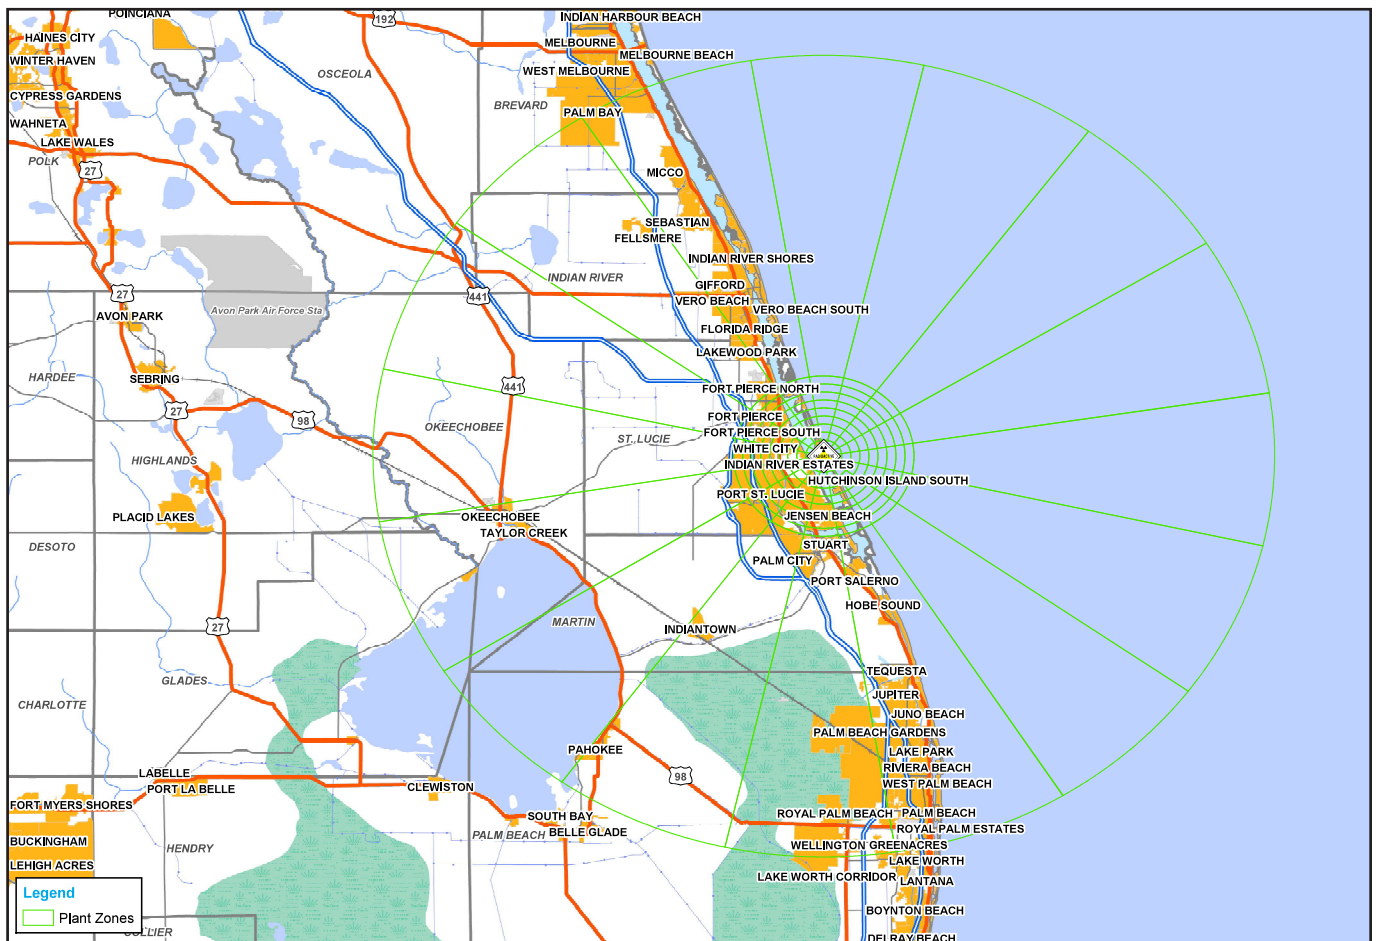 POINCIANA
192
INDIAN HARBOUR BEACH
HAINES CITY
MELBOURNE
MELBOURNE BEACH
WINTER HAVEN
OSCEOLA
WEST MELBOURNE
CYPRESS GARDENS
BREVARD
PALM BAY
WAHNETA
LAKE WALES
POLK
27
MICCO
SEBASTIAN
FELLSMERE
INDIAN RIVER SHORES
INDIAN RIVER
GIFFORD
27
441
VERO BEACH
VERO BEACH SOUTH
AVON PARK
Avon Park Air Force Sta
FLORIDA RIDGE
LAKEWOOD PARK
HARDEE
SEBRING
441
FORT PIERCE NORTH
27
98
FORT PIERCE
OKEECHOBEE
FORT PIERCE SOUTH
ST. LUCIE
WHITE CITY
HIGHLANDS
INDIAN RIVER ESTATES
HUTCHINSON ISLAND SOUTH
PORT ST. LUCIE
PLACID LAKES
OKEECHOBEE
JENSEN BEACH
TAYLOR CREEK
DESOTO
STUART
PALM CITY
PORT SALERNO
HOBE SOUND
MARTIN
27
INDIANTOWN
TEQUESTA
GLADES
JUPITER
CHARLOTTE
JUNO BEACH
PALM BEACH GARDENS
PAHOKEE
LAKE PARK
RIVIERA BEACH
LABELLE
98
WEST PALM BEACH
PORT LA BELLE
CLEWISTON
FORT MYERS SHORES
ROYAL PALM BEACH
PALM BEACH
SOUTH BAY
ROYAL PALM ESTATES
PALM BEACH
BELLE GLADE
BUCKINGHAM
WELLINGTON
GREENACRES
HENDRY
LAKE WORTH
LEHIGH ACRES
LAKE WORTH CORRIDOR
LANTANA
Legend
Plant Zones
BOYNTON BEACH
COLLIER
DELRAY BEACH